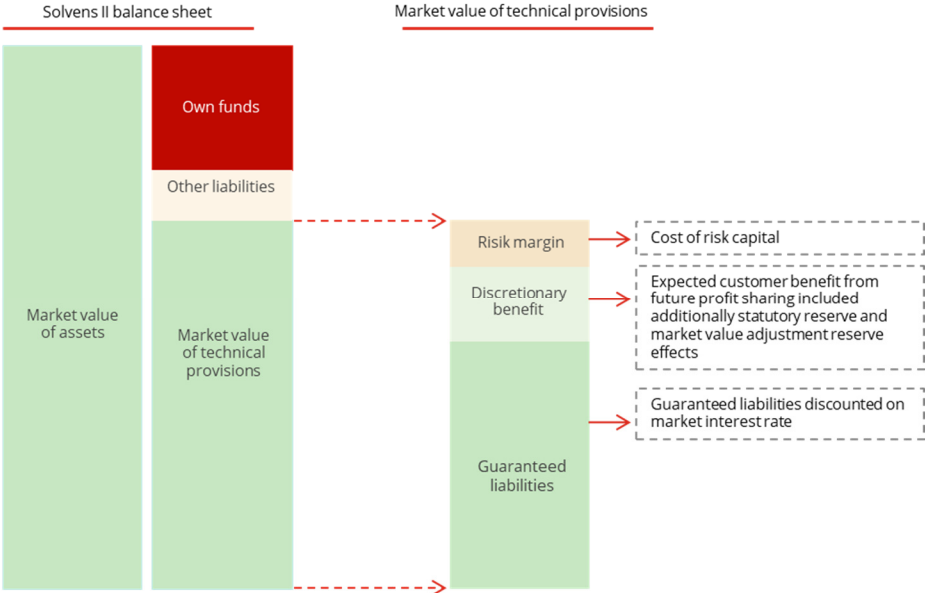 Solvens II balance sheet
Market value of technical provisions
Own funds
Other liabilities
Market value
of assets
Market value
of technical
provisions
Risik margin
Discretionary
benefit
Guaranteed
liabilities
Cost of risk capital
Expected customer benefit from
future profit sharing included
additionally statutory reserve and
market value adjustment reserve
effects
Guaranteed liabilities discounted on
market interest rate